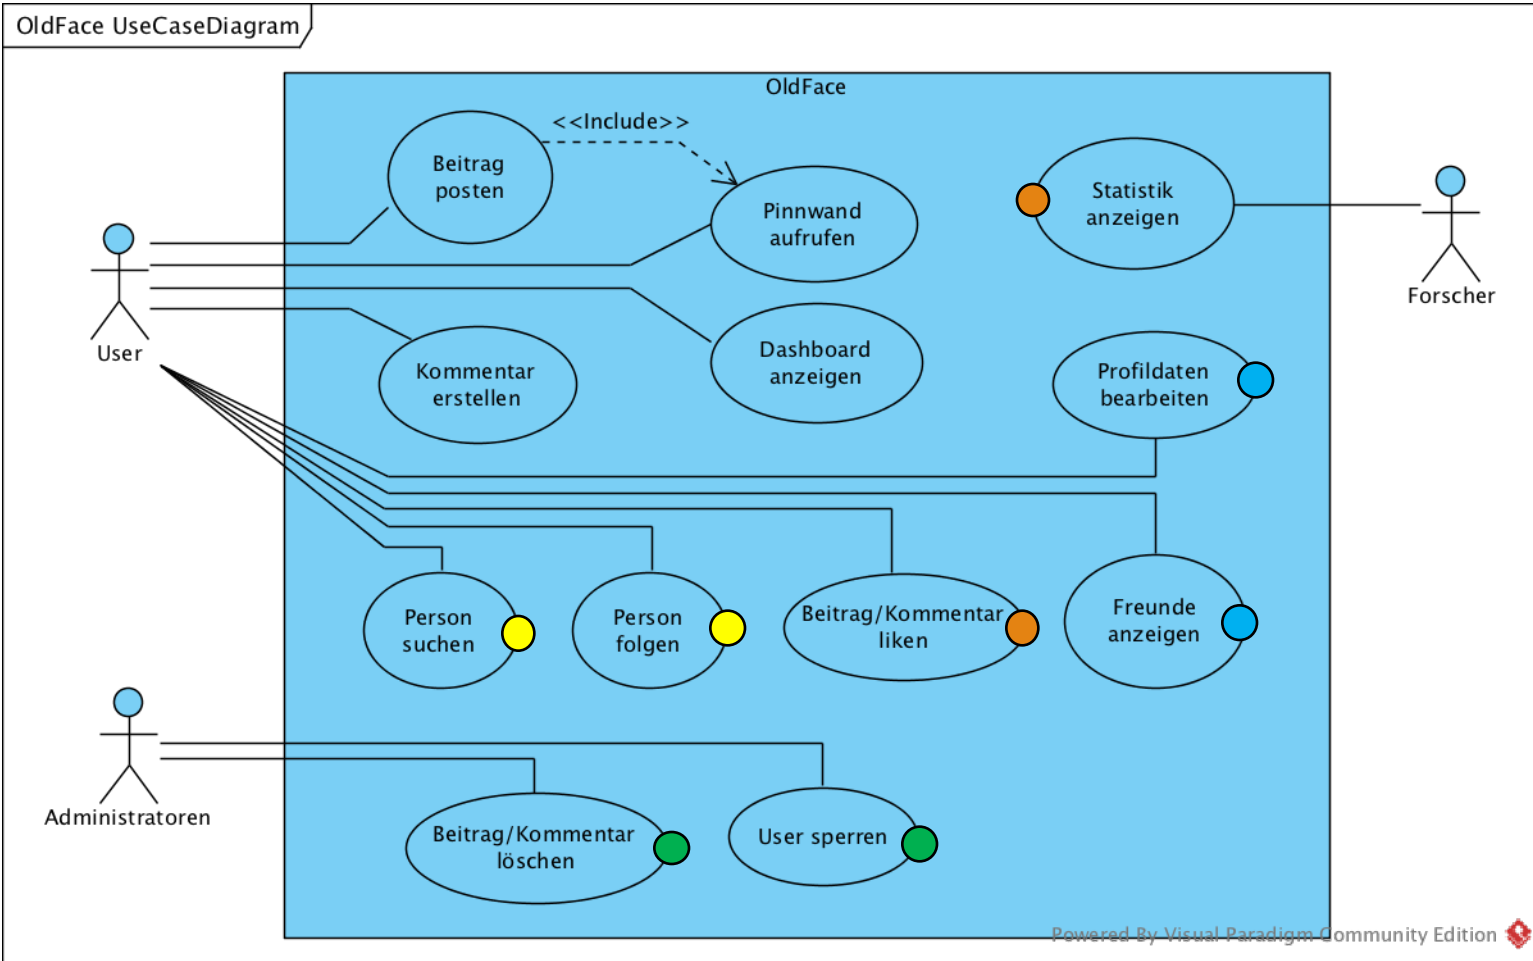 OldFace UseCaseDiagram
OldFace
<<Include>>
Beitrag
posten
Pinnwand
aufrufen
Statistik
anzeigen
User
Forscher
Kommentar
erstellen
Dashboard
anzeigen
Profildaten
bearbeiten
Person
suchen
Person
folgen
Beitrag/Kommentar
liken
Freunde
anzeigen
Administratoren
Beitrag/Kommentar
löschen
User sperren
Powered By Visual Paradigm Community Edition